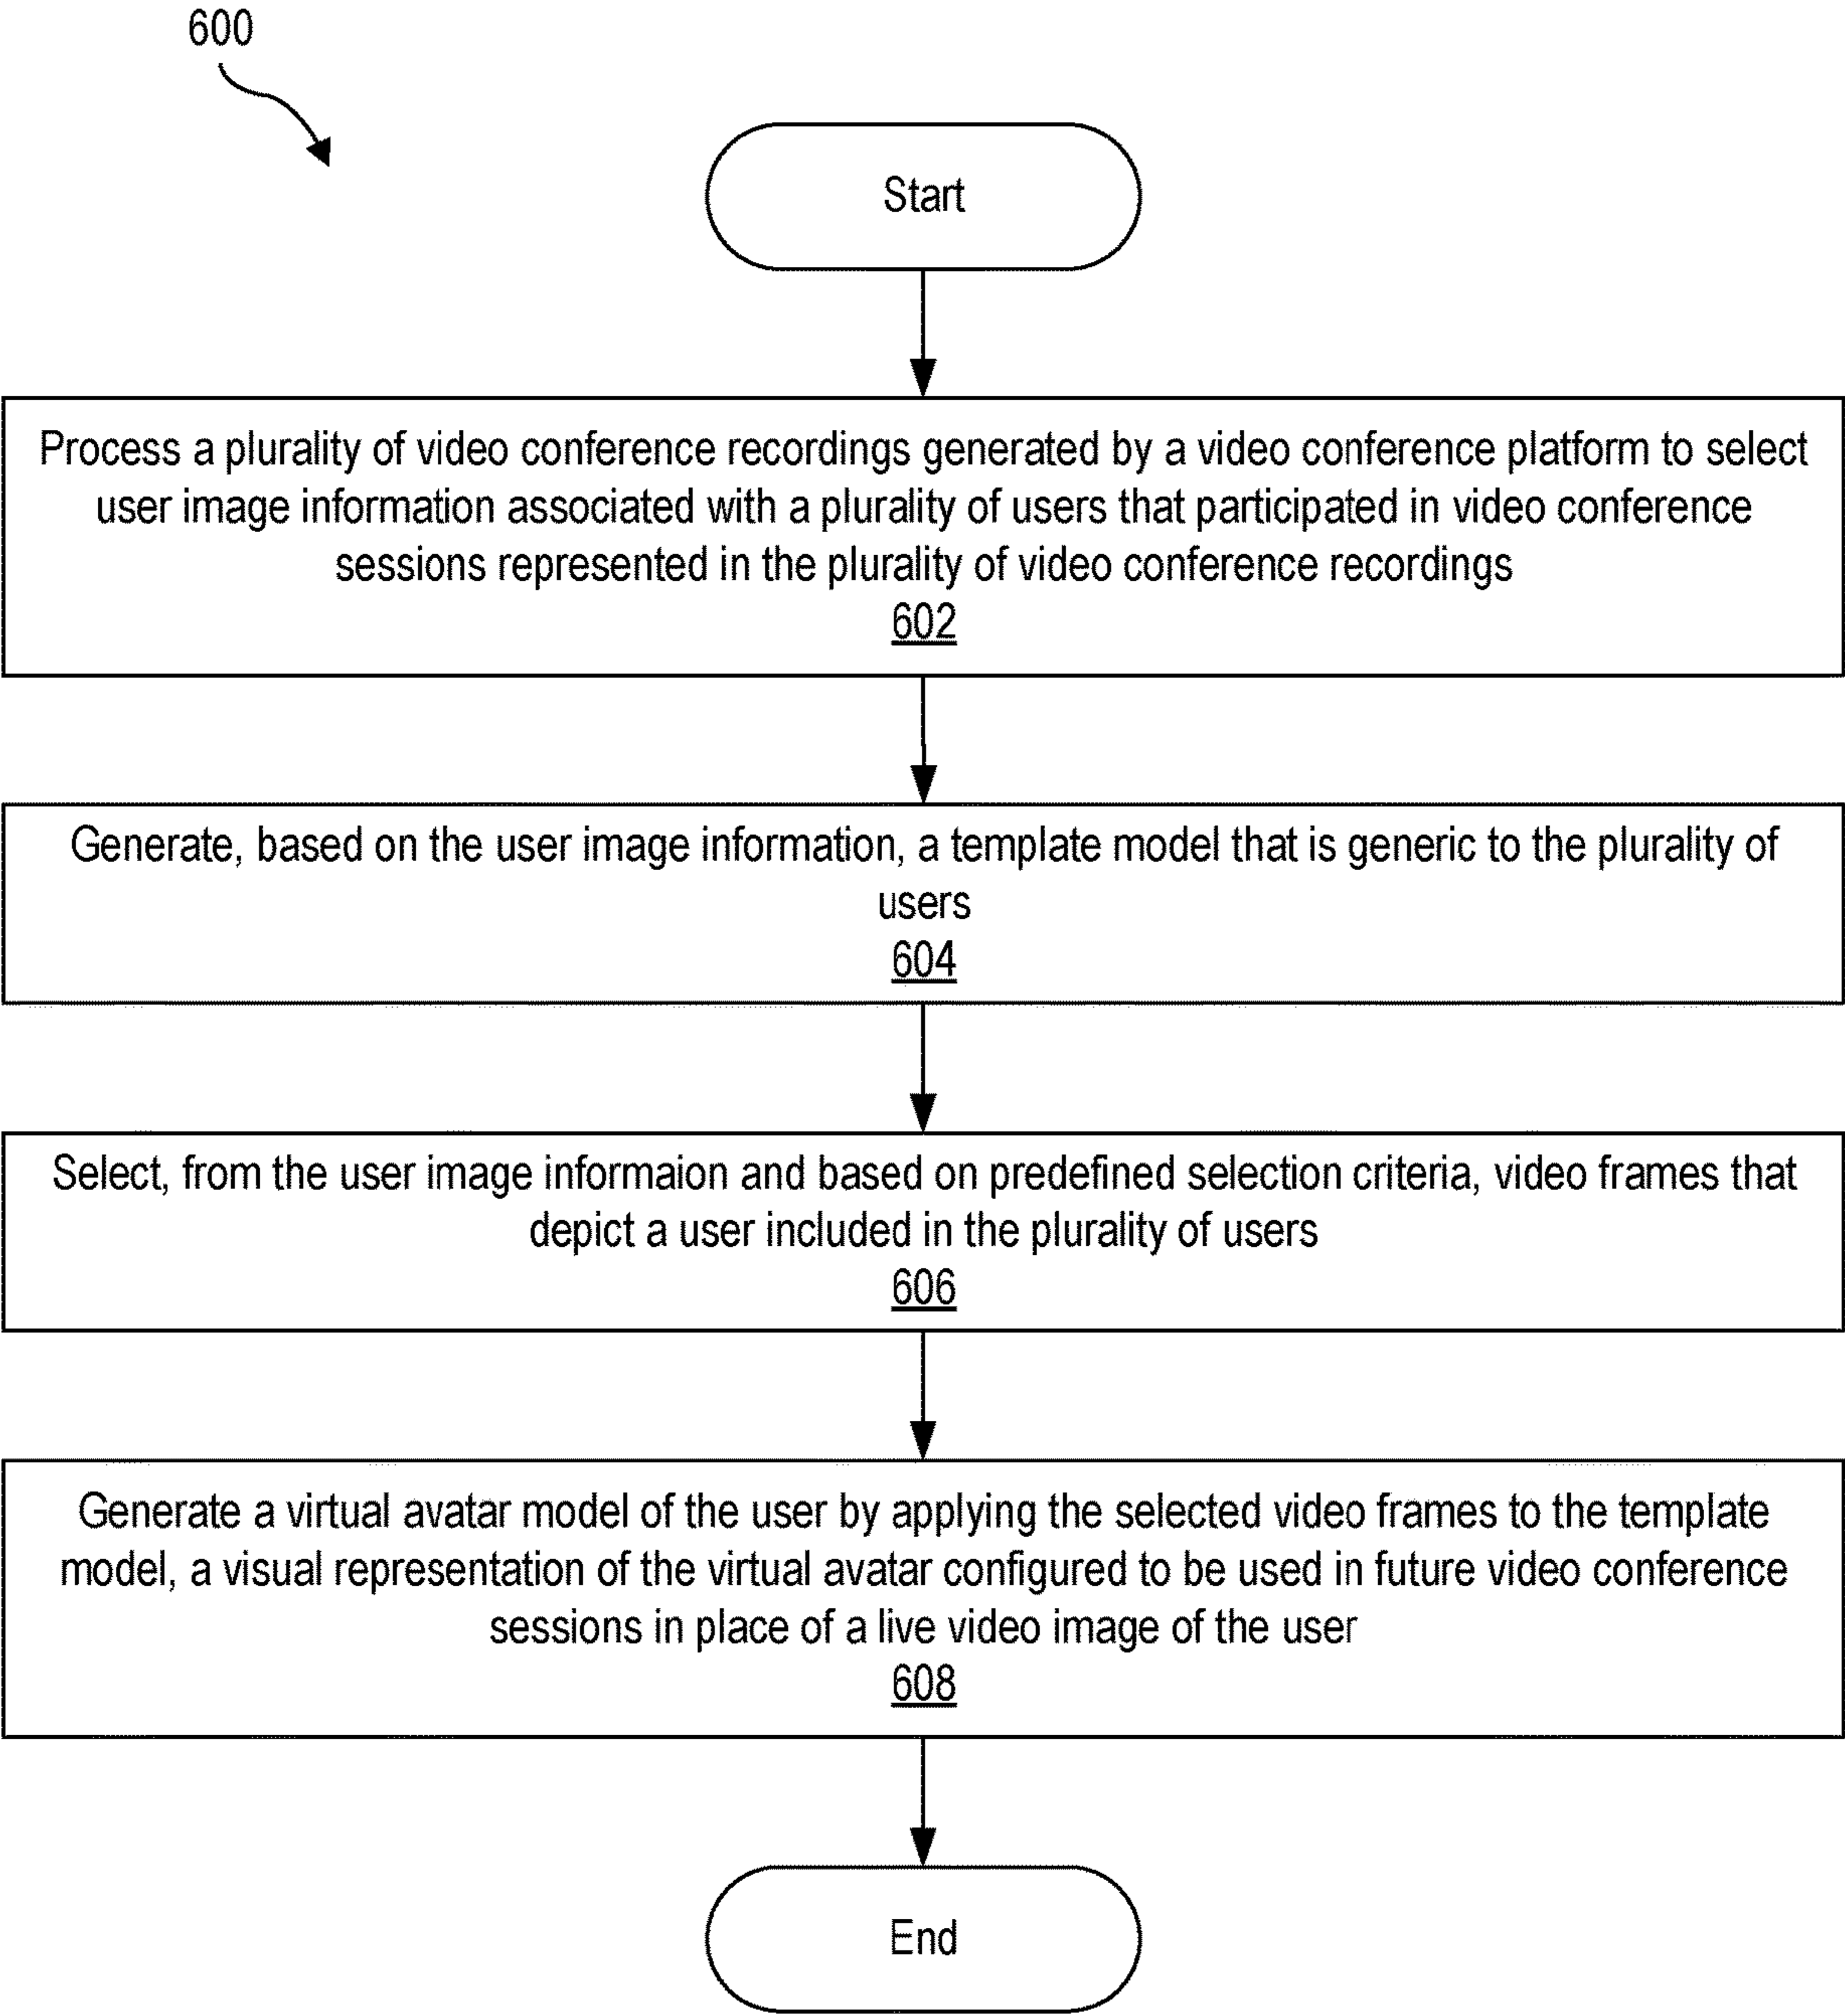 600
Start
Process a plurality of video conference recordings generated by a video conference platform to select
user image information associated with a plurality of users that participated in video conference
sessions represented in the plurality of video conference recordings
602
Generate, based on the user image information, a template model that is generic to the plurality of
users
604
Select, from the user image informaion and based on predefined selection criteria, video frames that
depict a user included in the plurality of users
606
Generate a virtual avatar model of the user by applying the selected video frames to the template
model, a visual representation of the virtual avatar configured to be used in future video conference
sessions in place of a live video image of the user
608
End